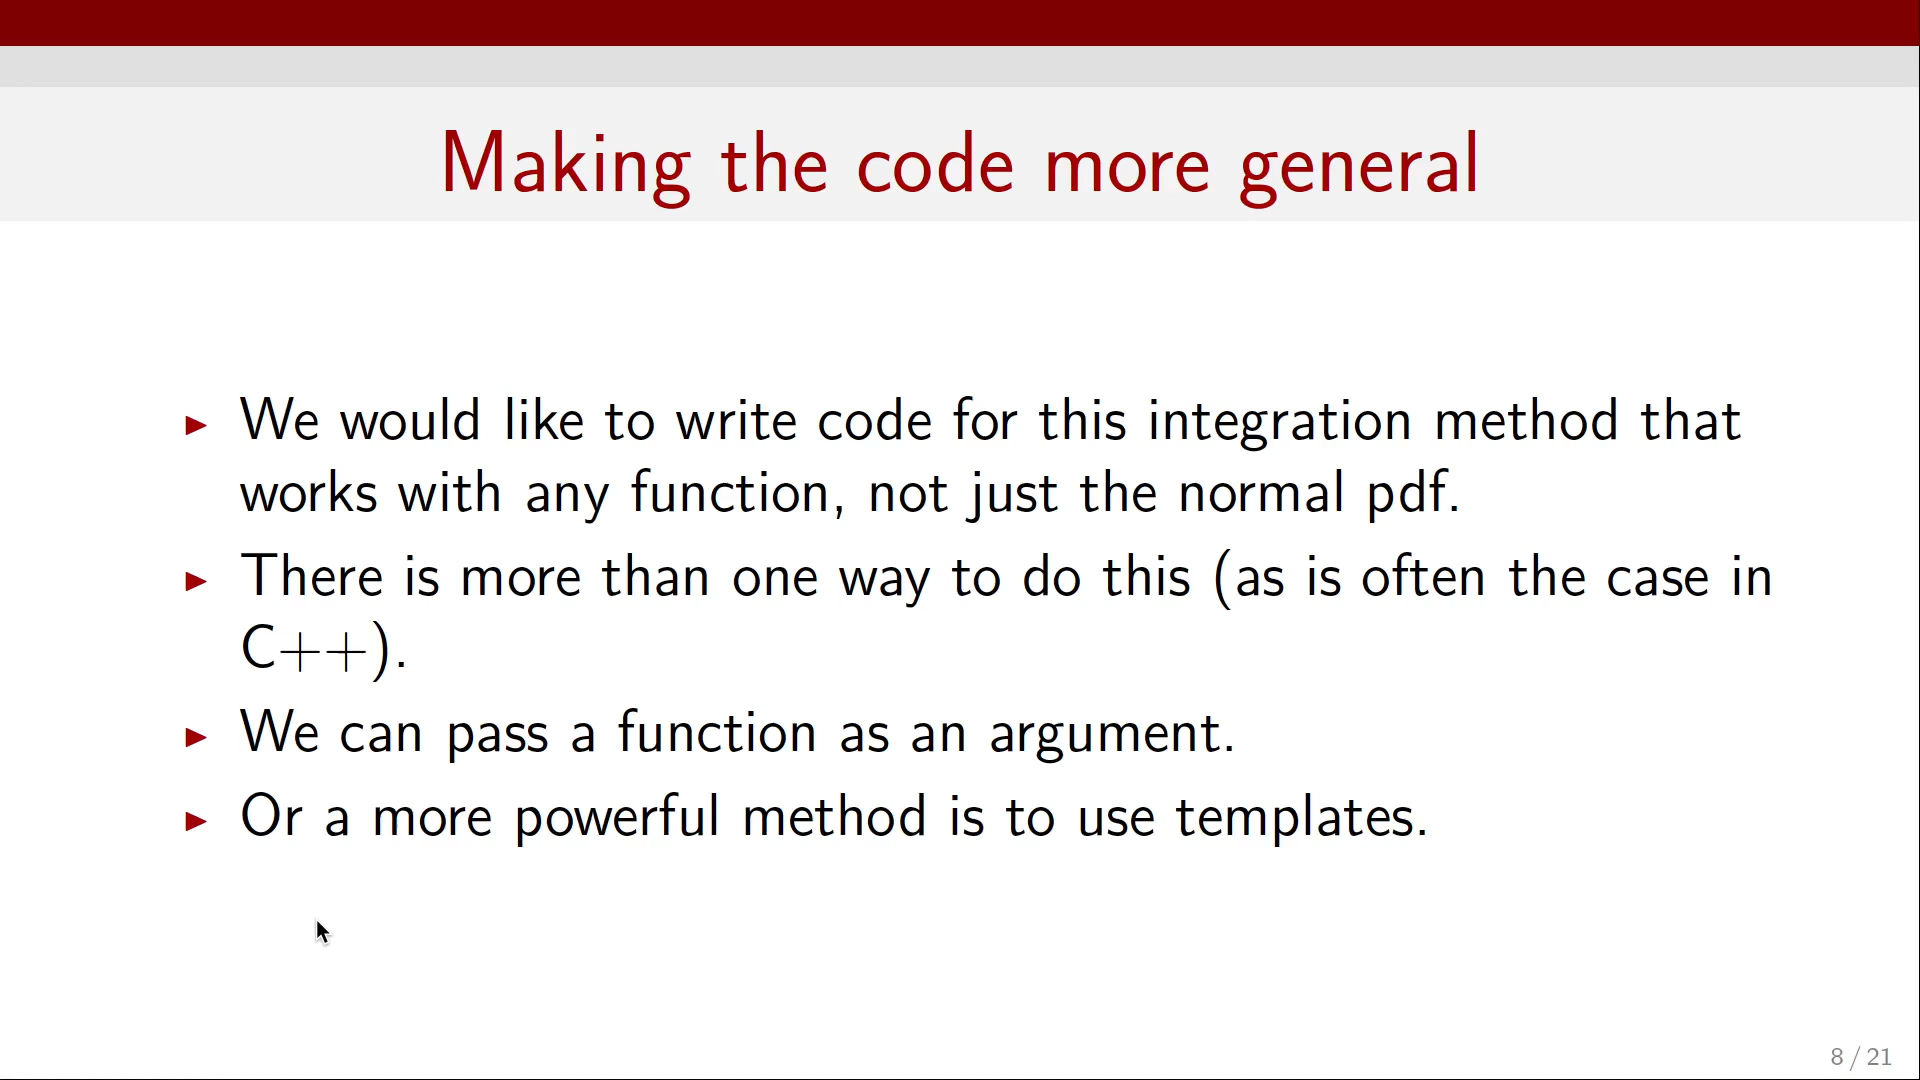 Making the code more general
We would like to write code for this integration method that
works with any function, not just the normal pdf.
There is more than one way to do this (as is often the case in
C++).
We can pass a function as an argument.
Or a more powerful method is to use templates.
8 / 21